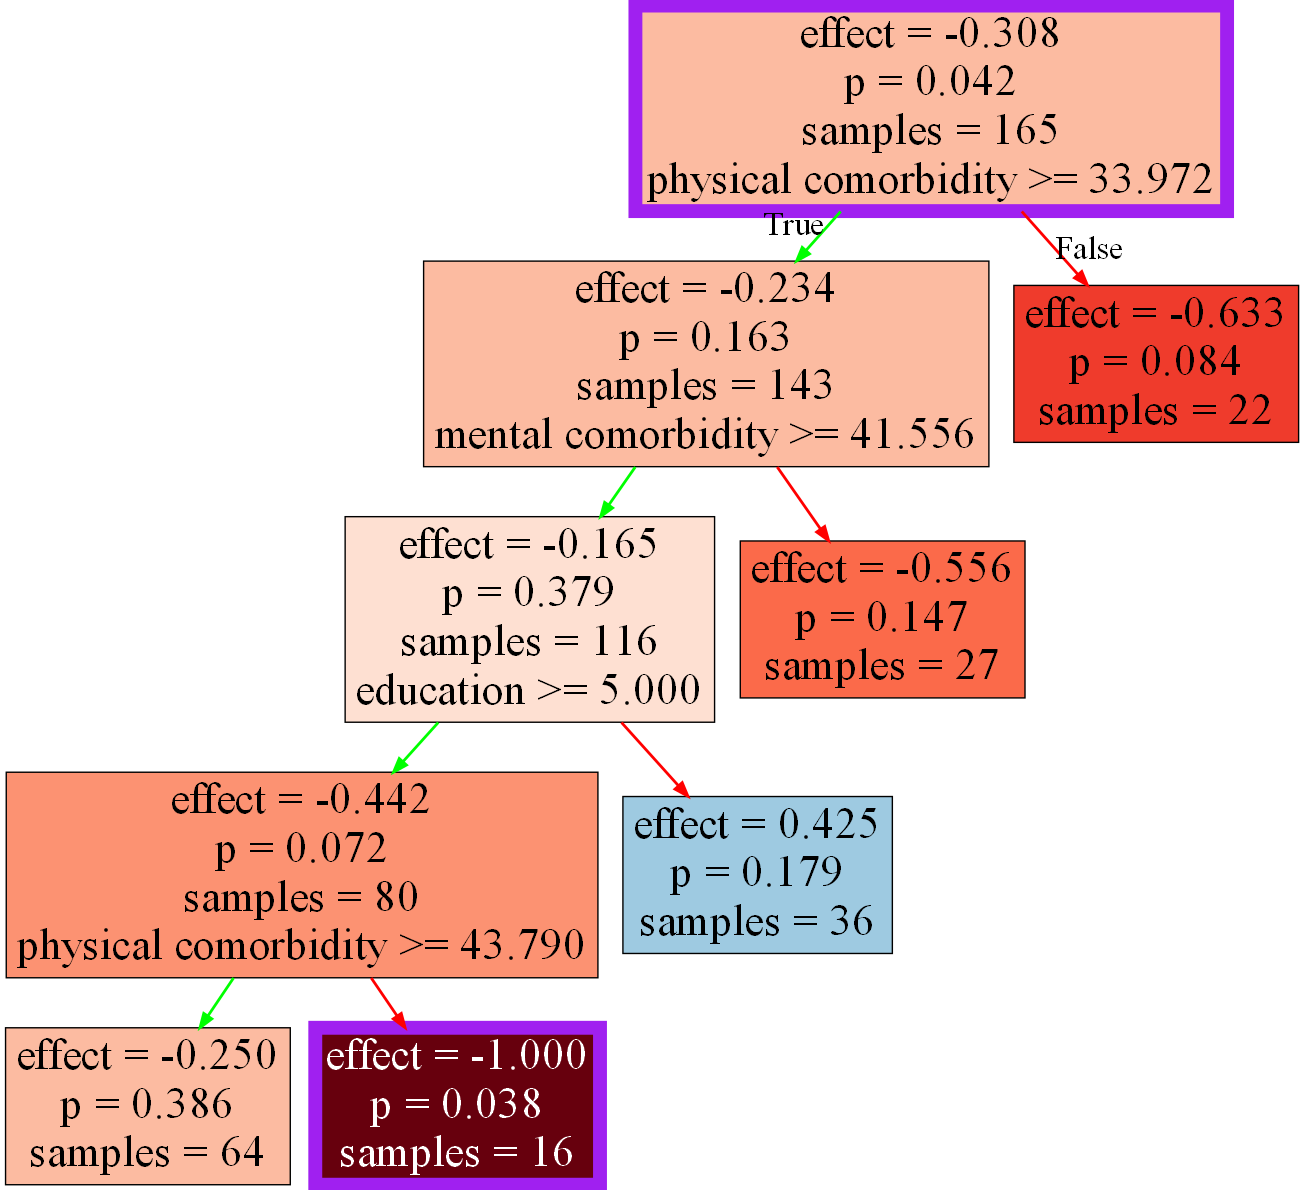 effect = -0.308
p = 0.042
samples = 165
physical comorbidity >= 33.972
True
False
effect = -0.234
p = 0.163
samples = 143
mental comorbidity >= 41.556
effect = -0.633
p = 0.084
samples = 22
effect = -0.165
p = 0.379
samples = 116
education >= 5.000
effect = -0.556
p = 0.147
samples = 27
effect = -0.442
p = 0.072
samples = 80
physical comorbidity >= 43.790
effect = 0.425
p = 0.179
samples = 36
effect = -0.250
p = 0.386
samples = 64
effect = -1.000
p = 0.038
samples = 16